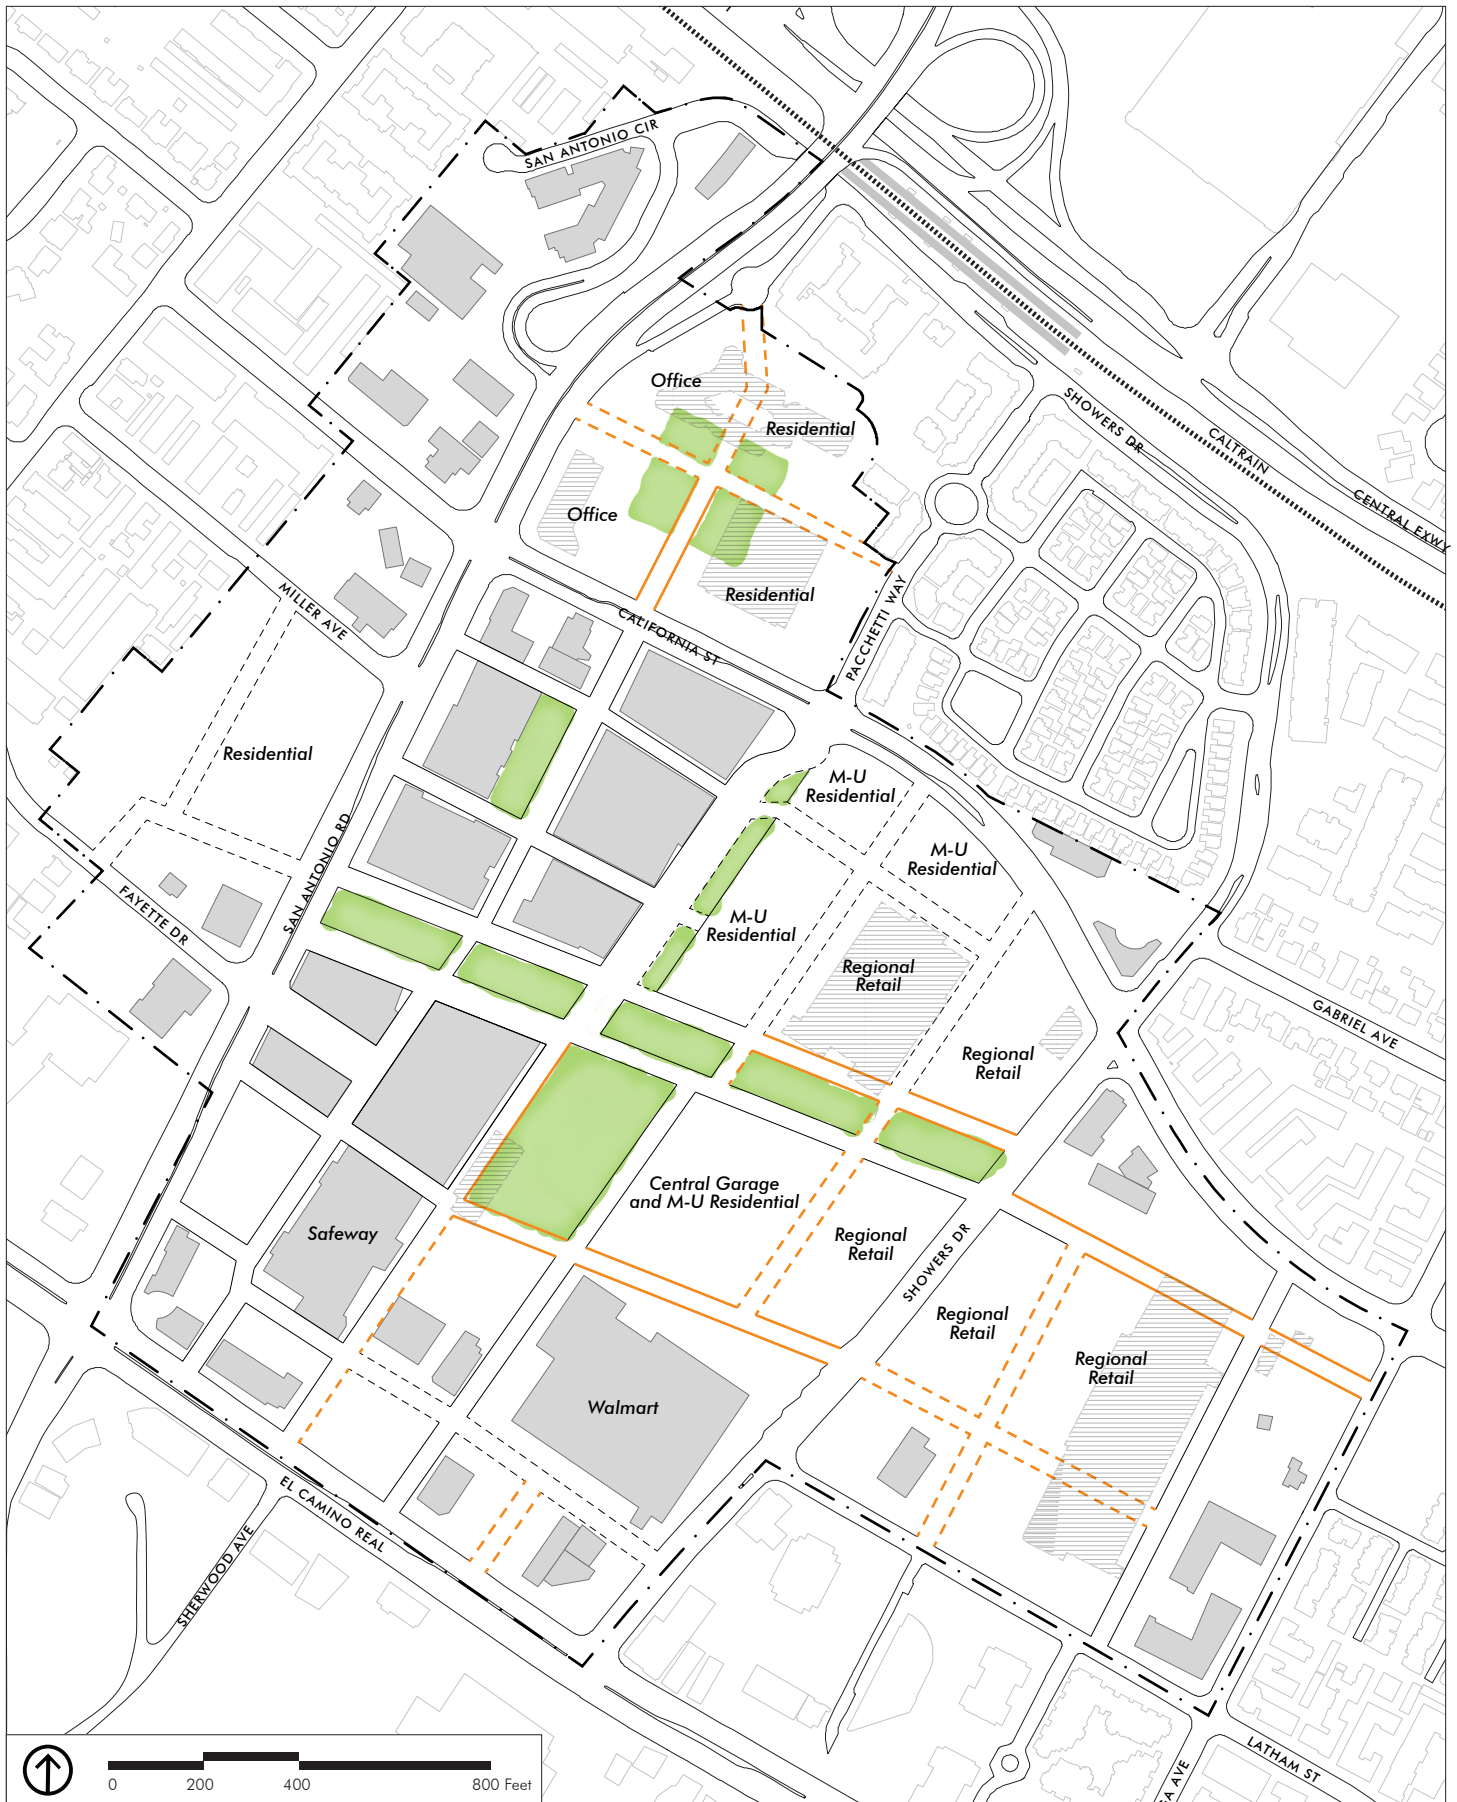 SAN ANTONIO CIR
Office
Residential
SHOWERS DR
CALTRAIN
CENTRAL EXWY
Office
Residential
MILLER AVE
CALIFORNIA ST
PACCHETTI WAY
Residential
M-U
Residential
SAN ANTONIO RD
M-U
Residential
FAYETTE DR
M-U
Residential
Regional
Retail
GABRIEL AVE
Regional
Retail
Central Garage
and M-U Residential
Safeway
Regional
Retail
SHOWERS DR
Regional
Retail
Regional
Retail
Walmart
EL CAMINO REAL
SHERWOOD AVE
LATHAM ST
AVE
0 200 400 800 Feet